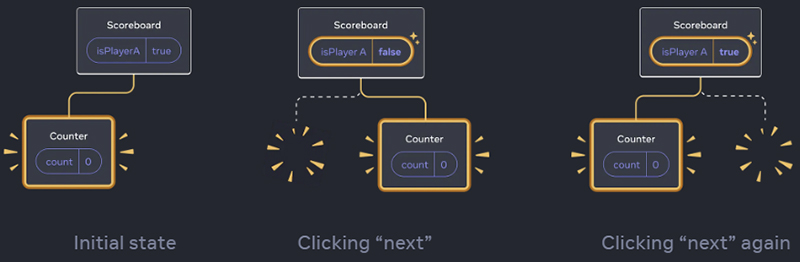 Scoreboard
isPlayerA true
Counter
count 0
Initial state
Scoreboard
isPlayer A false
Counter
count 0
Clicking “next”
Scoreboard
isPlayer A true
Counter
count 0
Clicking “next” again